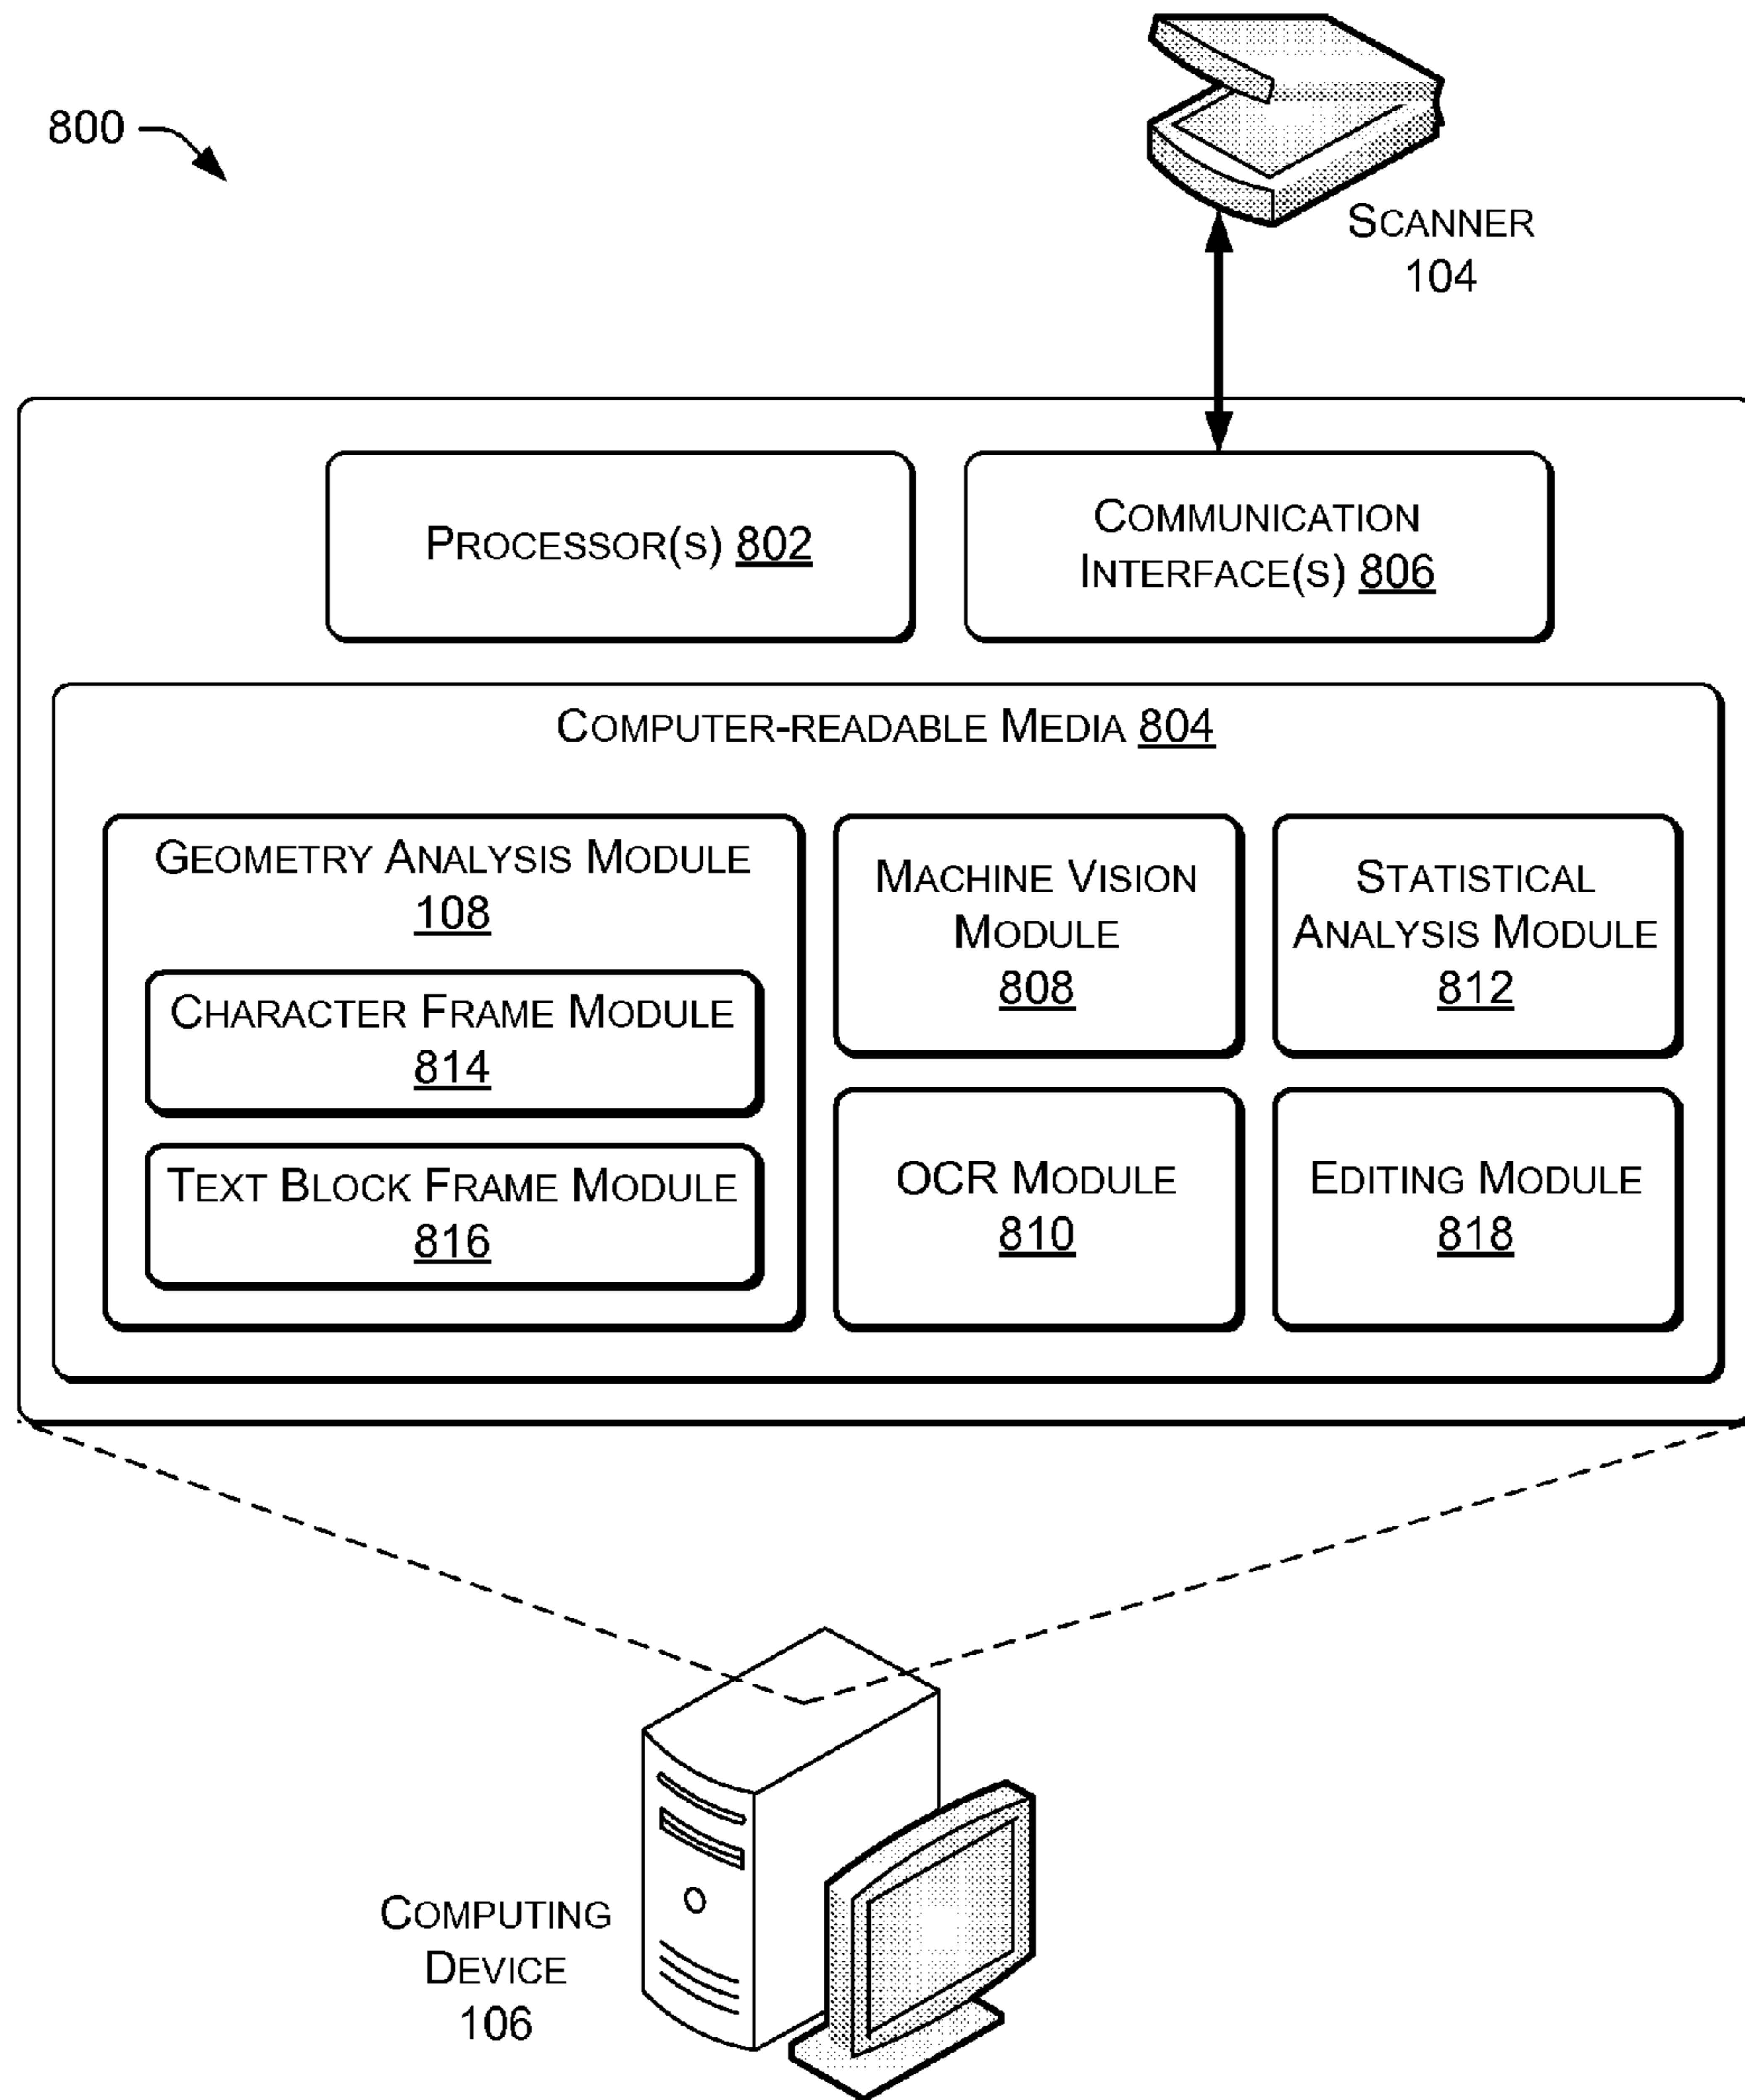 800
SCANNER
104
PROCESSOR(S) 802
COMMUNICATION
INTERFACE(S) 806
COMPUTER-READABLE MEDIA 804
GEOMETRY ANALYSIS MODULE
108
CHARACTER FRAME MODULE
814
TEXT BLOCK FRAME MODULE
816
MACHINE VISION
MODULE
808
STATISTICAL
ANALYSIS MODULE
812
OCR MODULE
810
EDITING MODULE
818
COMPUTING
DEVICE
106